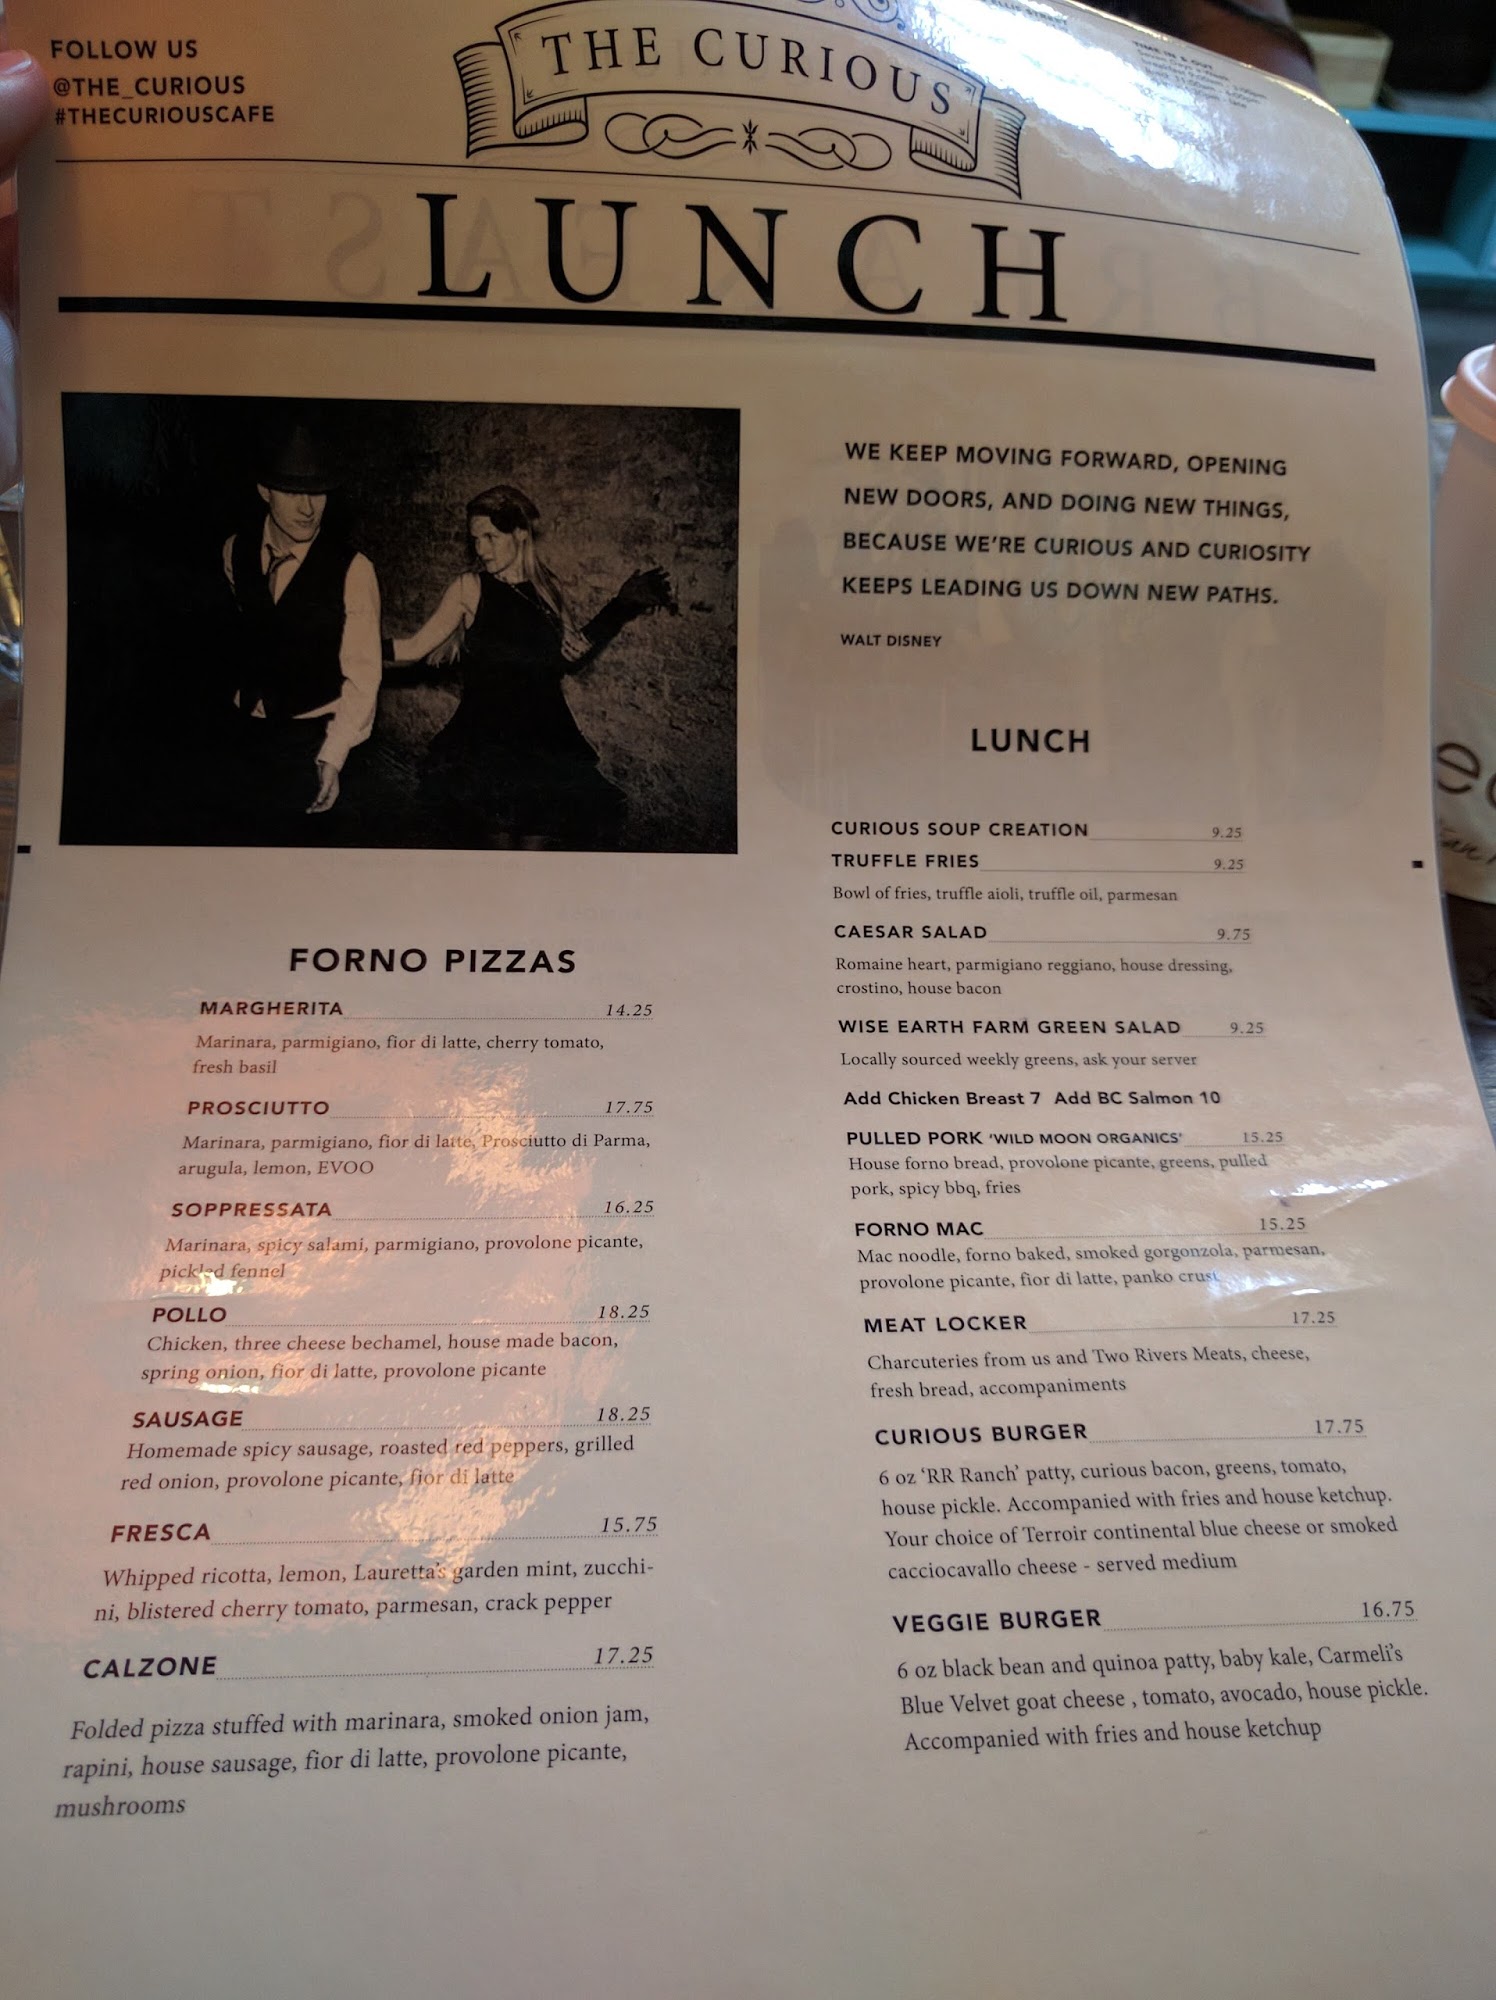 FOLLOW US
@THE_CURIOUS
#THECURIOUSCAFE
THE CURIOUS
LUNCH
WE KEEP MOVING FORWARD, OPENING
NEW DOORS, AND DOING NEW THINGS,
BECAUSE WE'RE CURIOUS AND CURIOSITY
KEEPS LEADING US DOWN NEW PATHS.
WALT DISNEY
FORNO PIZZAS
MARGHERITA 14.25
Marinara, parmigiano, fior di latte, cherry tomato,
fresh basil
PROSCIUTTO 17.75
Marinara, parmigiano, fior di latte, Prosciutto di Parma,
arugula, lemon, EVOO
SOPPRESSATA 16.25
Marinara, spicy salami, parmigiano, provolone picante,
pickled fennel
POLLO 18.25
Chicken, three cheese bechamel, house made bacon,
spring onion, fior di latte, provolone picante
SAUSAGE 18.25
Homemade spicy sausage, roasted red peppers, grilled
red onion, provolone picante, fior di latte
FRESCA 15.75
Whipped ricotta, lemon, Lauretta's garden mint, zucchi-
ni, blistered cherry tomato, parmesan, crack pepper
CALZONE 17.25
Folded pizza stuffed with marinara, smoked onion jam,
rapini, house sausage, fior di latte, provolone picante,
mushrooms
LUNCH
CURIOUS SOUP CREATION 9.25
TRUFFLE FRIES 9.25
Bowl of fries, truffle aioli, truffle oil, parmesan
CAESAR SALAD 9.75
Romaine heart, parmigiano reggiano, house dressing,
crostino, house bacon
WISE EARTH FARM GREEN SALAD 9.25
Locally sourced weekly greens, ask your server
Add Chicken Breast 7 Add BC Salmon 10
PULLED PORK 'WILD MOON ORGANICS' 15.25
House forno bread, provolone picante, greens, pulled
pork, spicy bbq, fries
FORNO MAC 15.25
Mac noodle, forno baked, smoked gorgonzola, parmesan,
provolone picante, fior di latte, panko crust
MEAT LOCKER 17.25
Charcuteries from us and Two Rivers Meats, cheese,
fresh bread, accompaniments
CURIOUS BURGER 17.75
6 oz 'RR Ranch' patty, curious bacon, greens, tomato,
house pickle. Accompanied with fries and house ketchup.
Your choice of Terroir continental blue cheese or smoked
cacciocavallo cheese - served medium
VEGGIE BURGER 16.75
6 oz black bean and quinoa patty, baby kale, Carmeli's
Blue Velvet goat cheese , tomato, avocado, house pickle.
Accompanied with fries and house ketchup